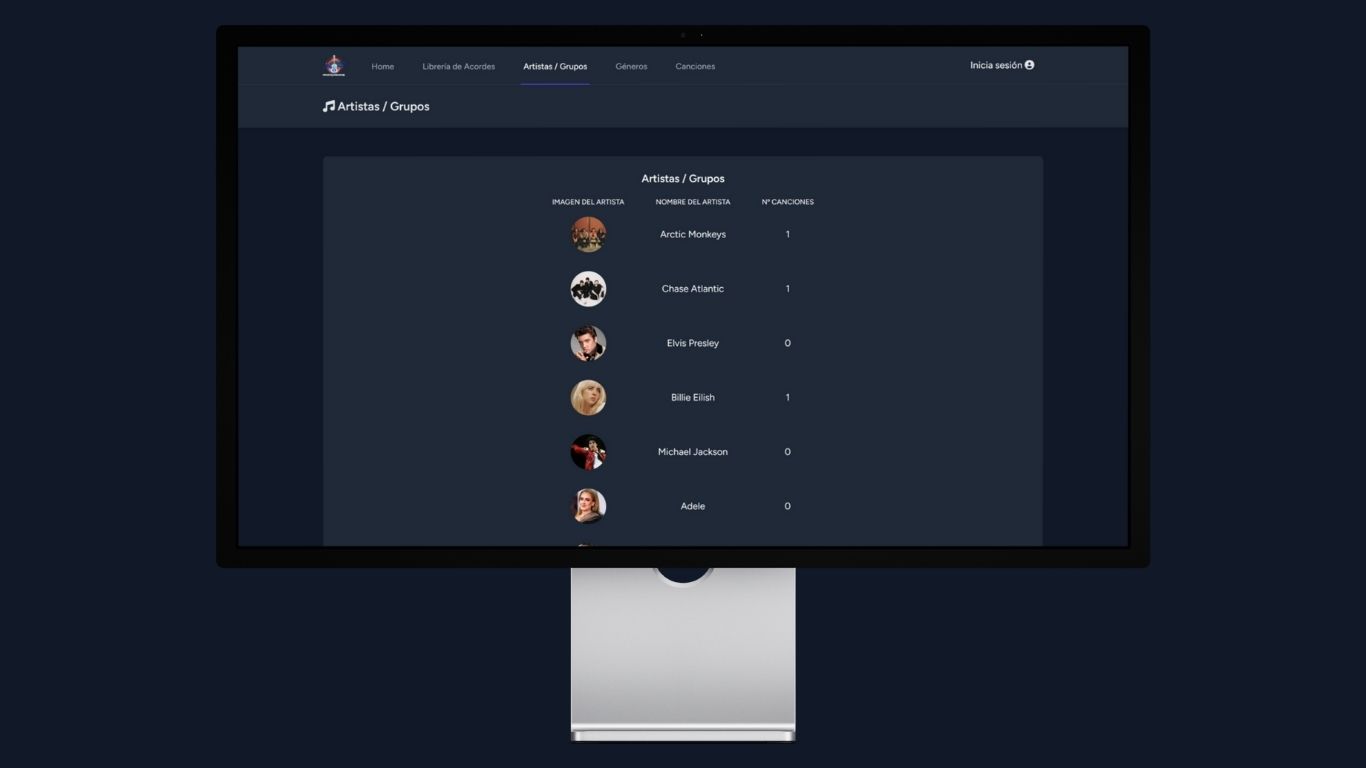 Home Librería de Acordes Artistas / Grupos Géneros Canciones Inicia sesión
Artistas / Grupos
Artistas / Grupos
IMAGEN DEL ARTISTA NOMBRE DEL ARTISTA Nº CANCIONES
Arctic Monkeys 1
Chase Atlantic 1
Elvis Presley 0
Billie Eilish 1
Michael Jackson 0
Adele 0